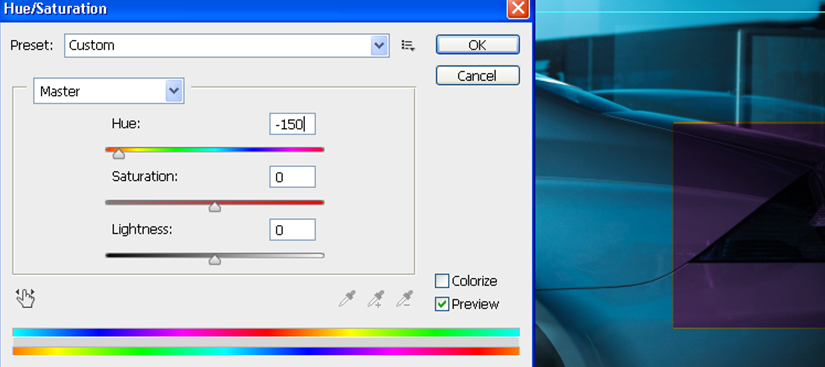 Hue/Saturation
Preset: Custom OK
Cancel
Master
Hue: -150
Saturation: 0
Lightness: 0
Colorize
Preview